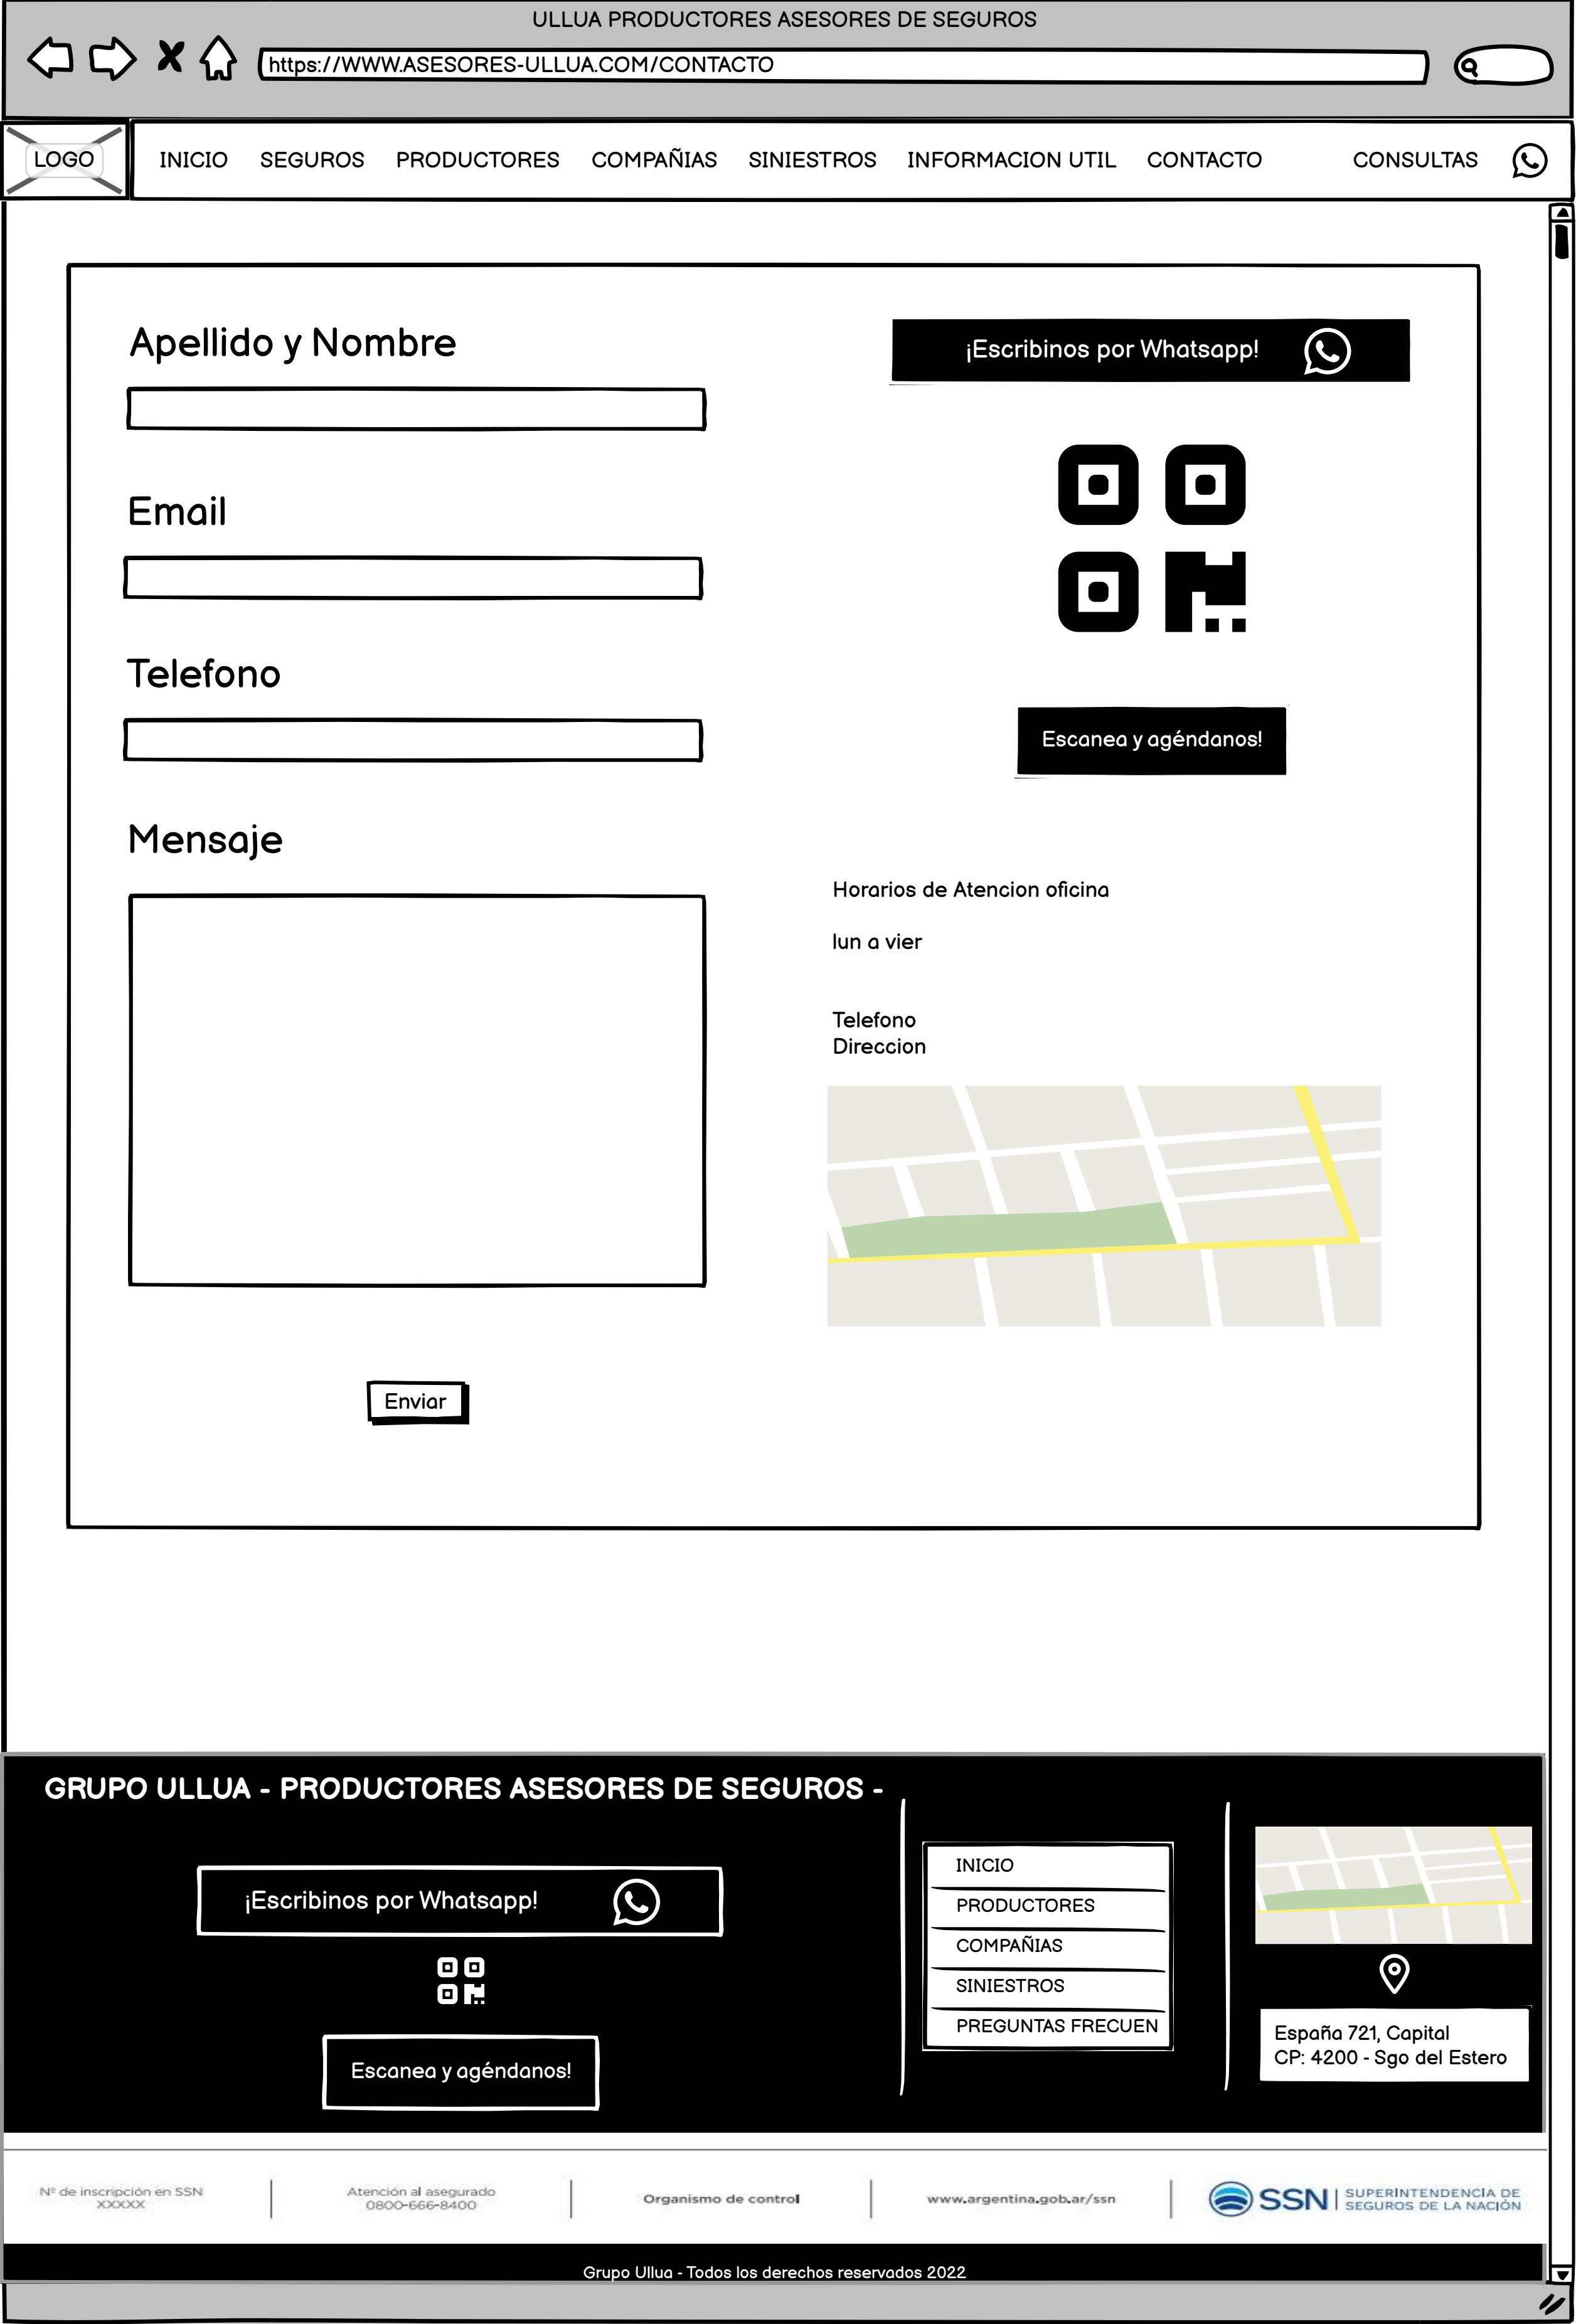 ULLUA PRODUCTORES ASESORES DE SEGUROS
https://WWW.ASESORES-ULLUA.COM/CONTACTO
LOGO
INICIO SEGUROS PRODUCTORES COMPAÑIAS SINIESTROS INFORMACION UTIL CONTACTO CONSULTAS
Apellido y Nombre
Email
Telefono
Mensaje
Enviar
¡Escribinos por Whatsapp!
Escanea y agéndanos!
Horarios de Atencion oficina
lun a vier
Telefono
Direccion
GRUPO ULLUA - PRODUCTORES ASESORES DE SEGUROS -
¡Escribinos por Whatsapp!
Escanea y agéndanos!
INICIO
PRODUCTORES
COMPAÑIAS
SINIESTROS
PREGUNTAS FRECUEN
España 721, Capital
CP: 4200 - Sgo del Estero
Nº de inscripción en SSN
XXXXX
Atención al asegurado
0800-666-8400
Organismo de control
www.argentina.gob.ar/ssn
SSN
SUPERINTENDENCIA DE
SEGUROS DE LA NACIÓN
Grupo Ullua - Todos los derechos reservados 2022